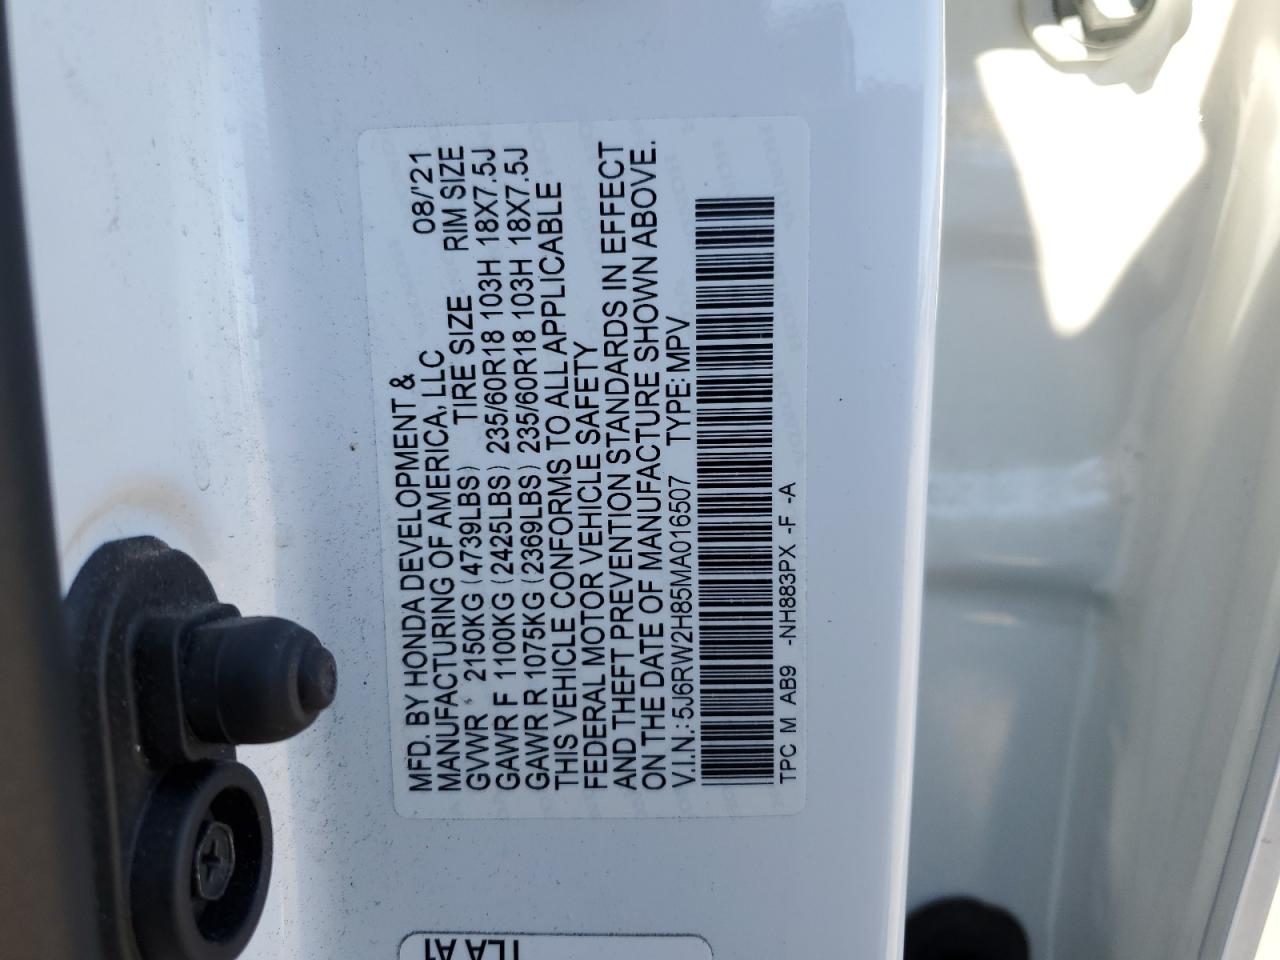 MFD. BY HONDA DEVELOPMENT & 08/'21
MANUFACTURING OF AMERICA, LLC RIM SIZE
GVWR 2150KG (4739LBS) TIRE SIZE
GAWR F 1100KG (2425LBS) 235/60R18 103H 18X7.5J
GAWR R 1075KG (2369LBS) 235/60R18 103H 18X7.5J
THIS VEHICLE CONFORMS TO ALL APPLICABLE
FEDERAL MOTOR VEHICLE SAFETY
AND THEFT PREVENTION STANDARDS IN EFFECT
ON THE DATE OF MANUFACTURE SHOWN ABOVE.
V.I.N.: 5J6RW2H85MA016507 TYPE: MPV
TPC M AB9 -NH883PX -F -A